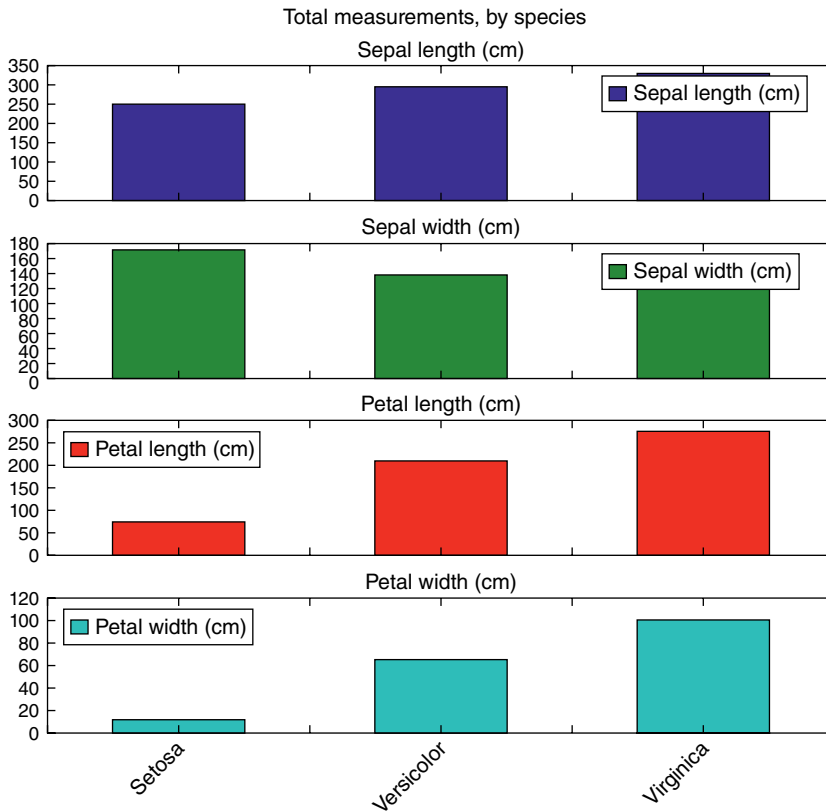 Total measurements, by species
Sepal length (cm)
350
300
250
200
150
100
50
0
Sepal length (cm)
Sepal width (cm)
180
160
140
120
100
80
60
40
20
0
Sepal width (cm)
Petal length (cm)
300
250
200
150
100
50
0
Petal length (cm)
Petal width (cm)
120
100
80
60
40
20
0
Petal width (cm)
Setosa
Versicolor
Virginica